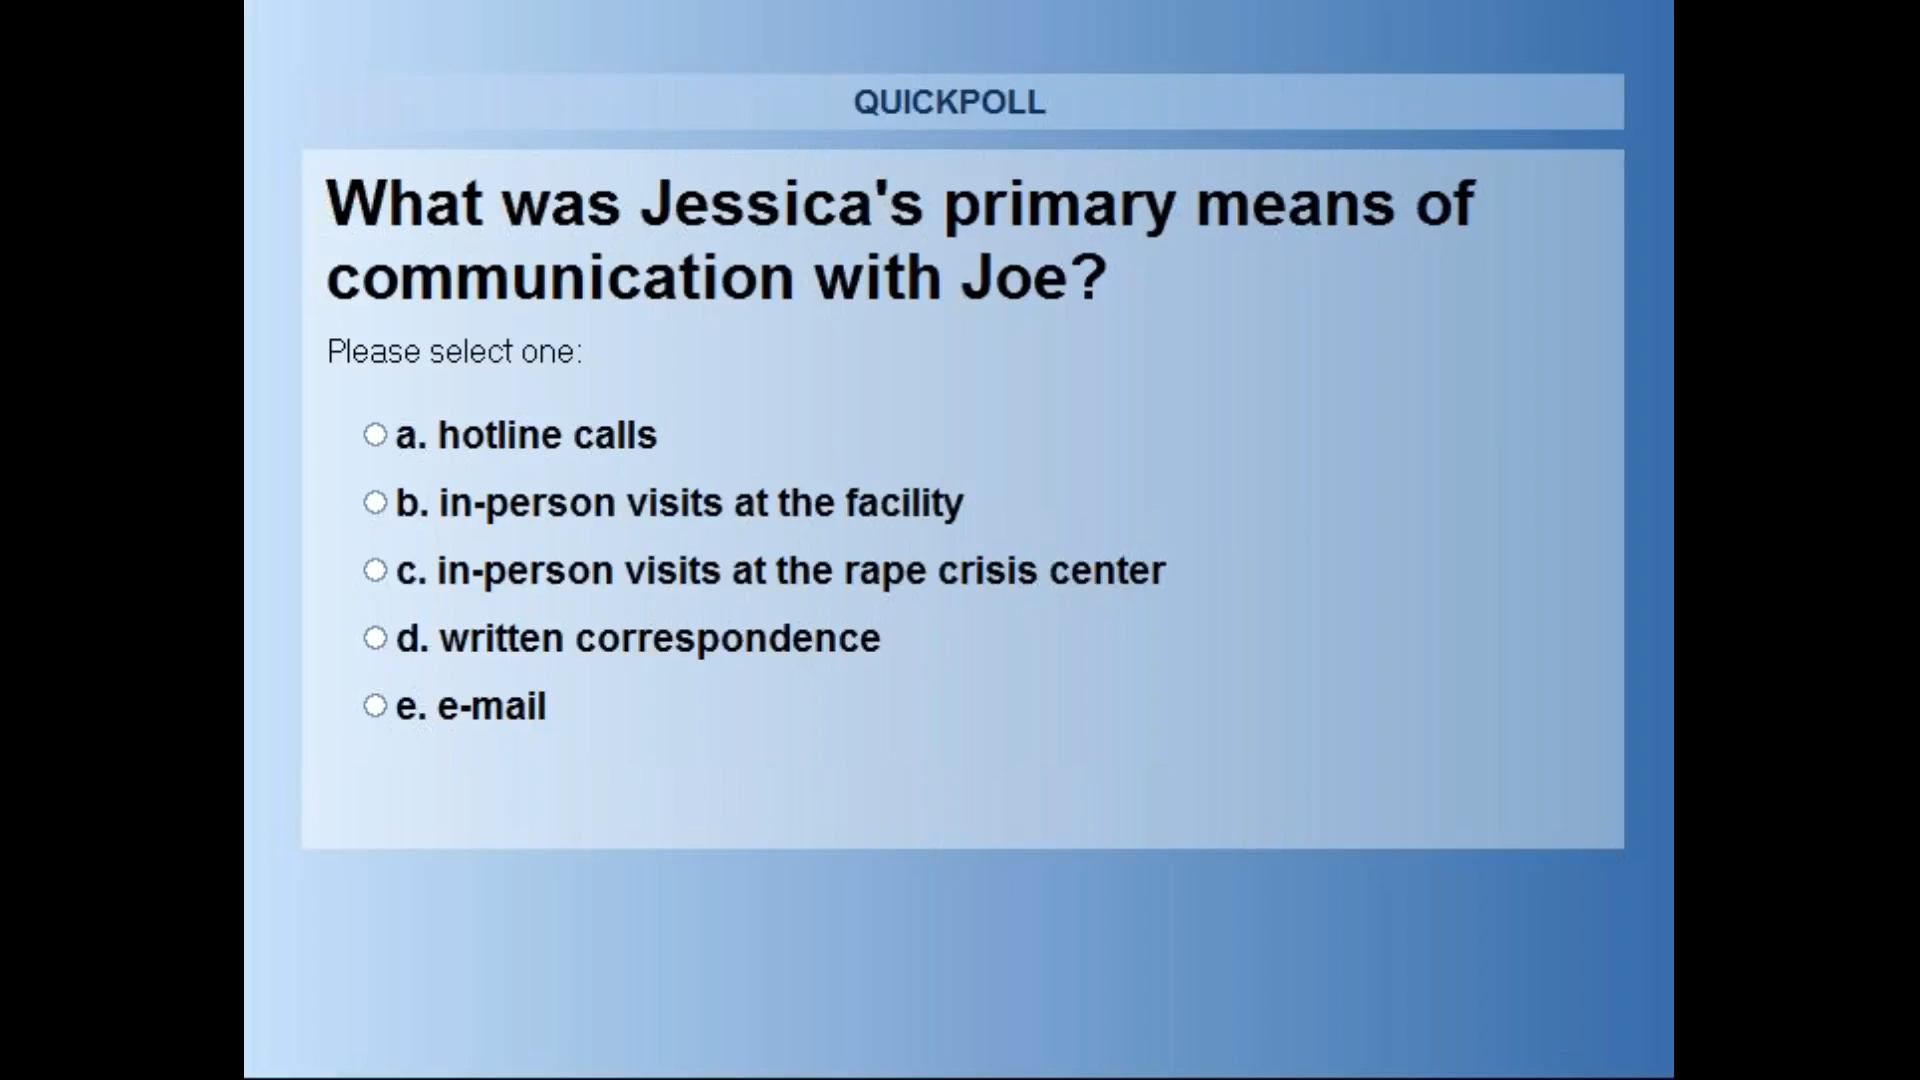 QUICKPOLL
What was Jessica's primary means of
communication with Joe?
Please select one:
a. hotline calls
b. in-person visits at the facility
c. in-person visits at the rape crisis center
d. written correspondence
e. e-mail